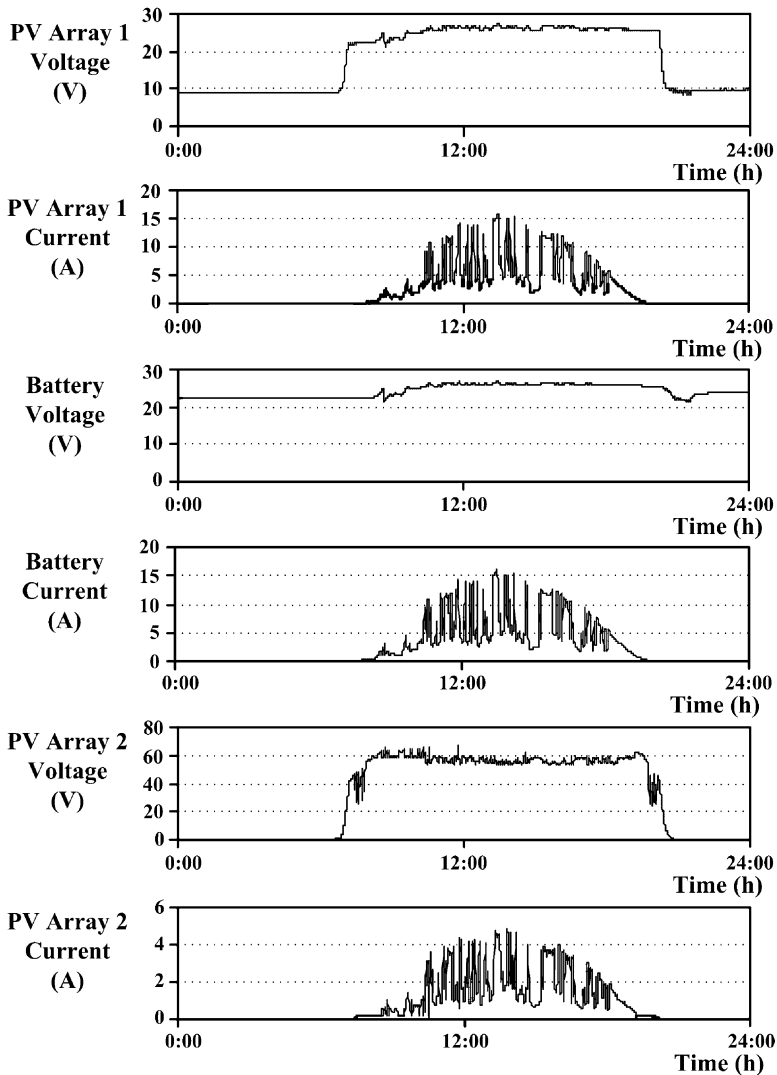 PV Array 1
Voltage
(V)
30
20
10
0
0:00
12:00
24:00
Time (h)
PV Array 1
Current
(A)
20
15
10
5
0
0:00
12:00
24:00
Time (h)
Battery
Voltage
(V)
30
20
10
0
0:00
12:00
24:00
Time (h)
Battery
Current
(A)
20
15
10
5
0
0:00
12:00
24:00
Time (h)
PV Array 2
Voltage
(V)
80
60
40
20
0
0:00
12:00
24:00
Time (h)
PV Array 2
Current
(A)
6
4
2
0
0:00
12:00
24:00
Time (h)